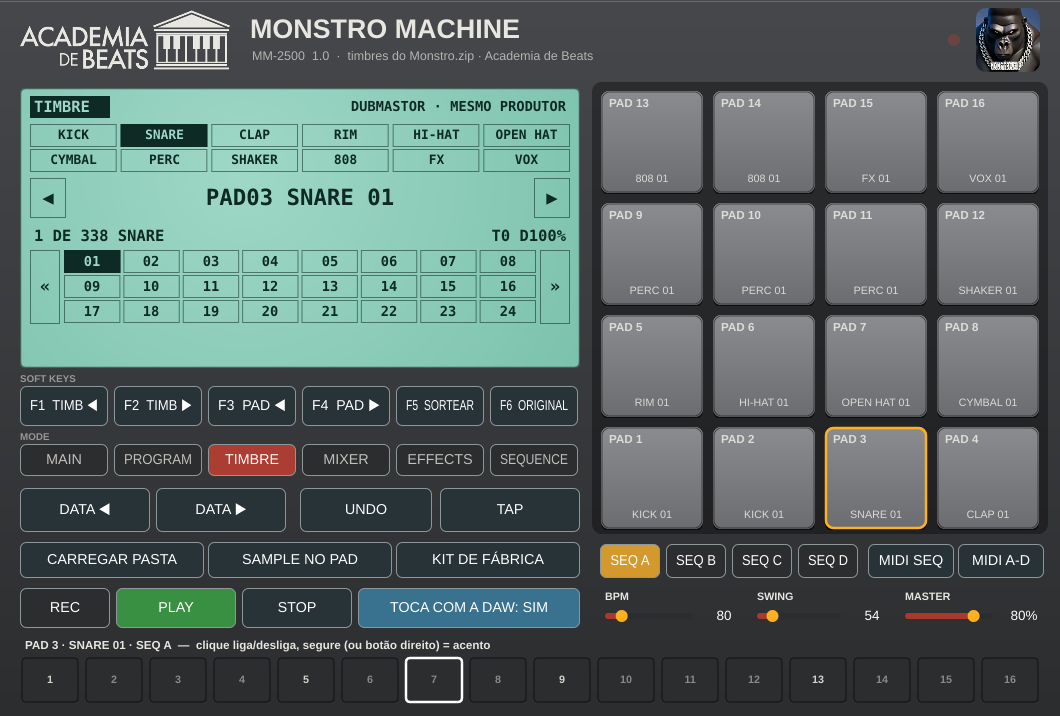 ACADEMIA
DE BEATS
MONSTRO MACHINE
MM-2500 1.0 · timbres do Monstro.zip · Academia de Beats
TIMBRE
DUBMASTOR · MESMO PRODUTOR
KICK SNARE CLAP RIM HI-HAT OPEN HAT
CYMBAL PERC SHAKER 808 FX VOX
◀ PAD03 SNARE 01 ▶
1 DE 338 SNARE T0 D100%
01 02 03 04 05 06 07 08
« 09 10 11 12 13 14 15 16 »
17 18 19 20 21 22 23 24
SOFT KEYS
F1 TIMB ◀ F2 TIMB ▶ F3 PAD ◀ F4 PAD ▶ F5 SORTEAR F6 ORIGINAL
MODE
MAIN PROGRAM TIMBRE MIXER EFFECTS SEQUENCE
DATA ◀ DATA ▶ UNDO TAP
CARREGAR PASTA SAMPLE NO PAD KIT DE FÁBRICA
REC PLAY STOP TOCA COM A DAW: SIM
PAD 13 PAD 14 PAD 15 PAD 16
808 01 808 01 FX 01 VOX 01
PAD 9 PAD 10 PAD 11 PAD 12
PERC 01 PERC 01 PERC 01 SHAKER 01
PAD 5 PAD 6 PAD 7 PAD 8
RIM 01 HI-HAT 01 OPEN HAT 01 CYMBAL 01
PAD 1 PAD 2 PAD 3 PAD 4
KICK 01 KICK 01 SNARE 01 CLAP 01
SEQ A SEQ B SEQ C SEQ D MIDI SEQ MIDI A-D
BPM SWING MASTER
80 54 80%
PAD 3 · SNARE 01 · SEQ A — clique liga/desliga, segure (ou botão direito) = acento
1 2 3 4 5 6 7 8 9 10 11 12 13 14 15 16